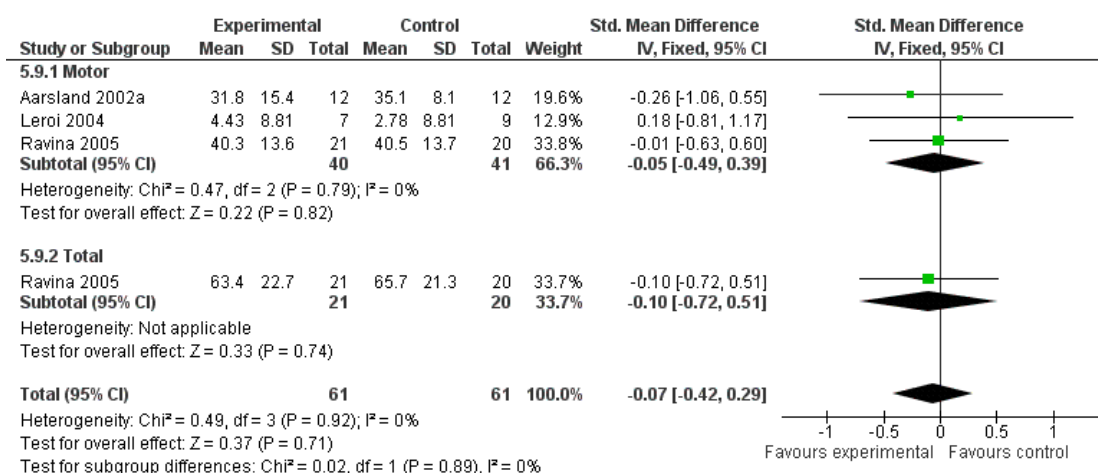 Experimental Control Std. Mean Difference Std. Mean Difference
Study or Subgroup Mean SD Total Mean SD Total Weight IV, Fixed, 95% CI IV, Fixed, 95% CI
5.9.1 Motor
Aarsland 2002a 31.8 15.4 12 35.1 8.1 12 19.6% -0.26 [-1.06, 0.55]
Leroi 2004 4.43 8.81 7 2.78 8.81 9 12.9% 0.18 [-0.81, 1.17]
Ravina 2005 40.3 13.6 21 40.5 13.7 20 33.8% -0.01 [-0.63, 0.60]
Subtotal (95% CI) 40 41 66.3% -0.05 [-0.49, 0.39]
Heterogeneity: Chi² = 0.47, df = 2 (P = 0.79); I² = 0%
Test for overall effect: Z = 0.22 (P = 0.82)
5.9.2 Total
Ravina 2005 63.4 22.7 21 65.7 21.3 20 33.7% -0.10 [-0.72, 0.51]
Subtotal (95% CI) 21 20 33.7% -0.10 [-0.72, 0.51]
Heterogeneity: Not applicable
Test for overall effect: Z = 0.33 (P = 0.74)
Total (95% CI) 61 61 100.0% -0.07 [-0.42, 0.29]
Heterogeneity: Chi² = 0.49, df = 3 (P = 0.92); I² = 0%
Test for overall effect: Z = 0.37 (P = 0.71)
Test for subgroup differences: Chi² = 0.02, df = 1 (P = 0.89), I² = 0%
-1 -0.5 0 0.5 1
Favours experimental Favours control